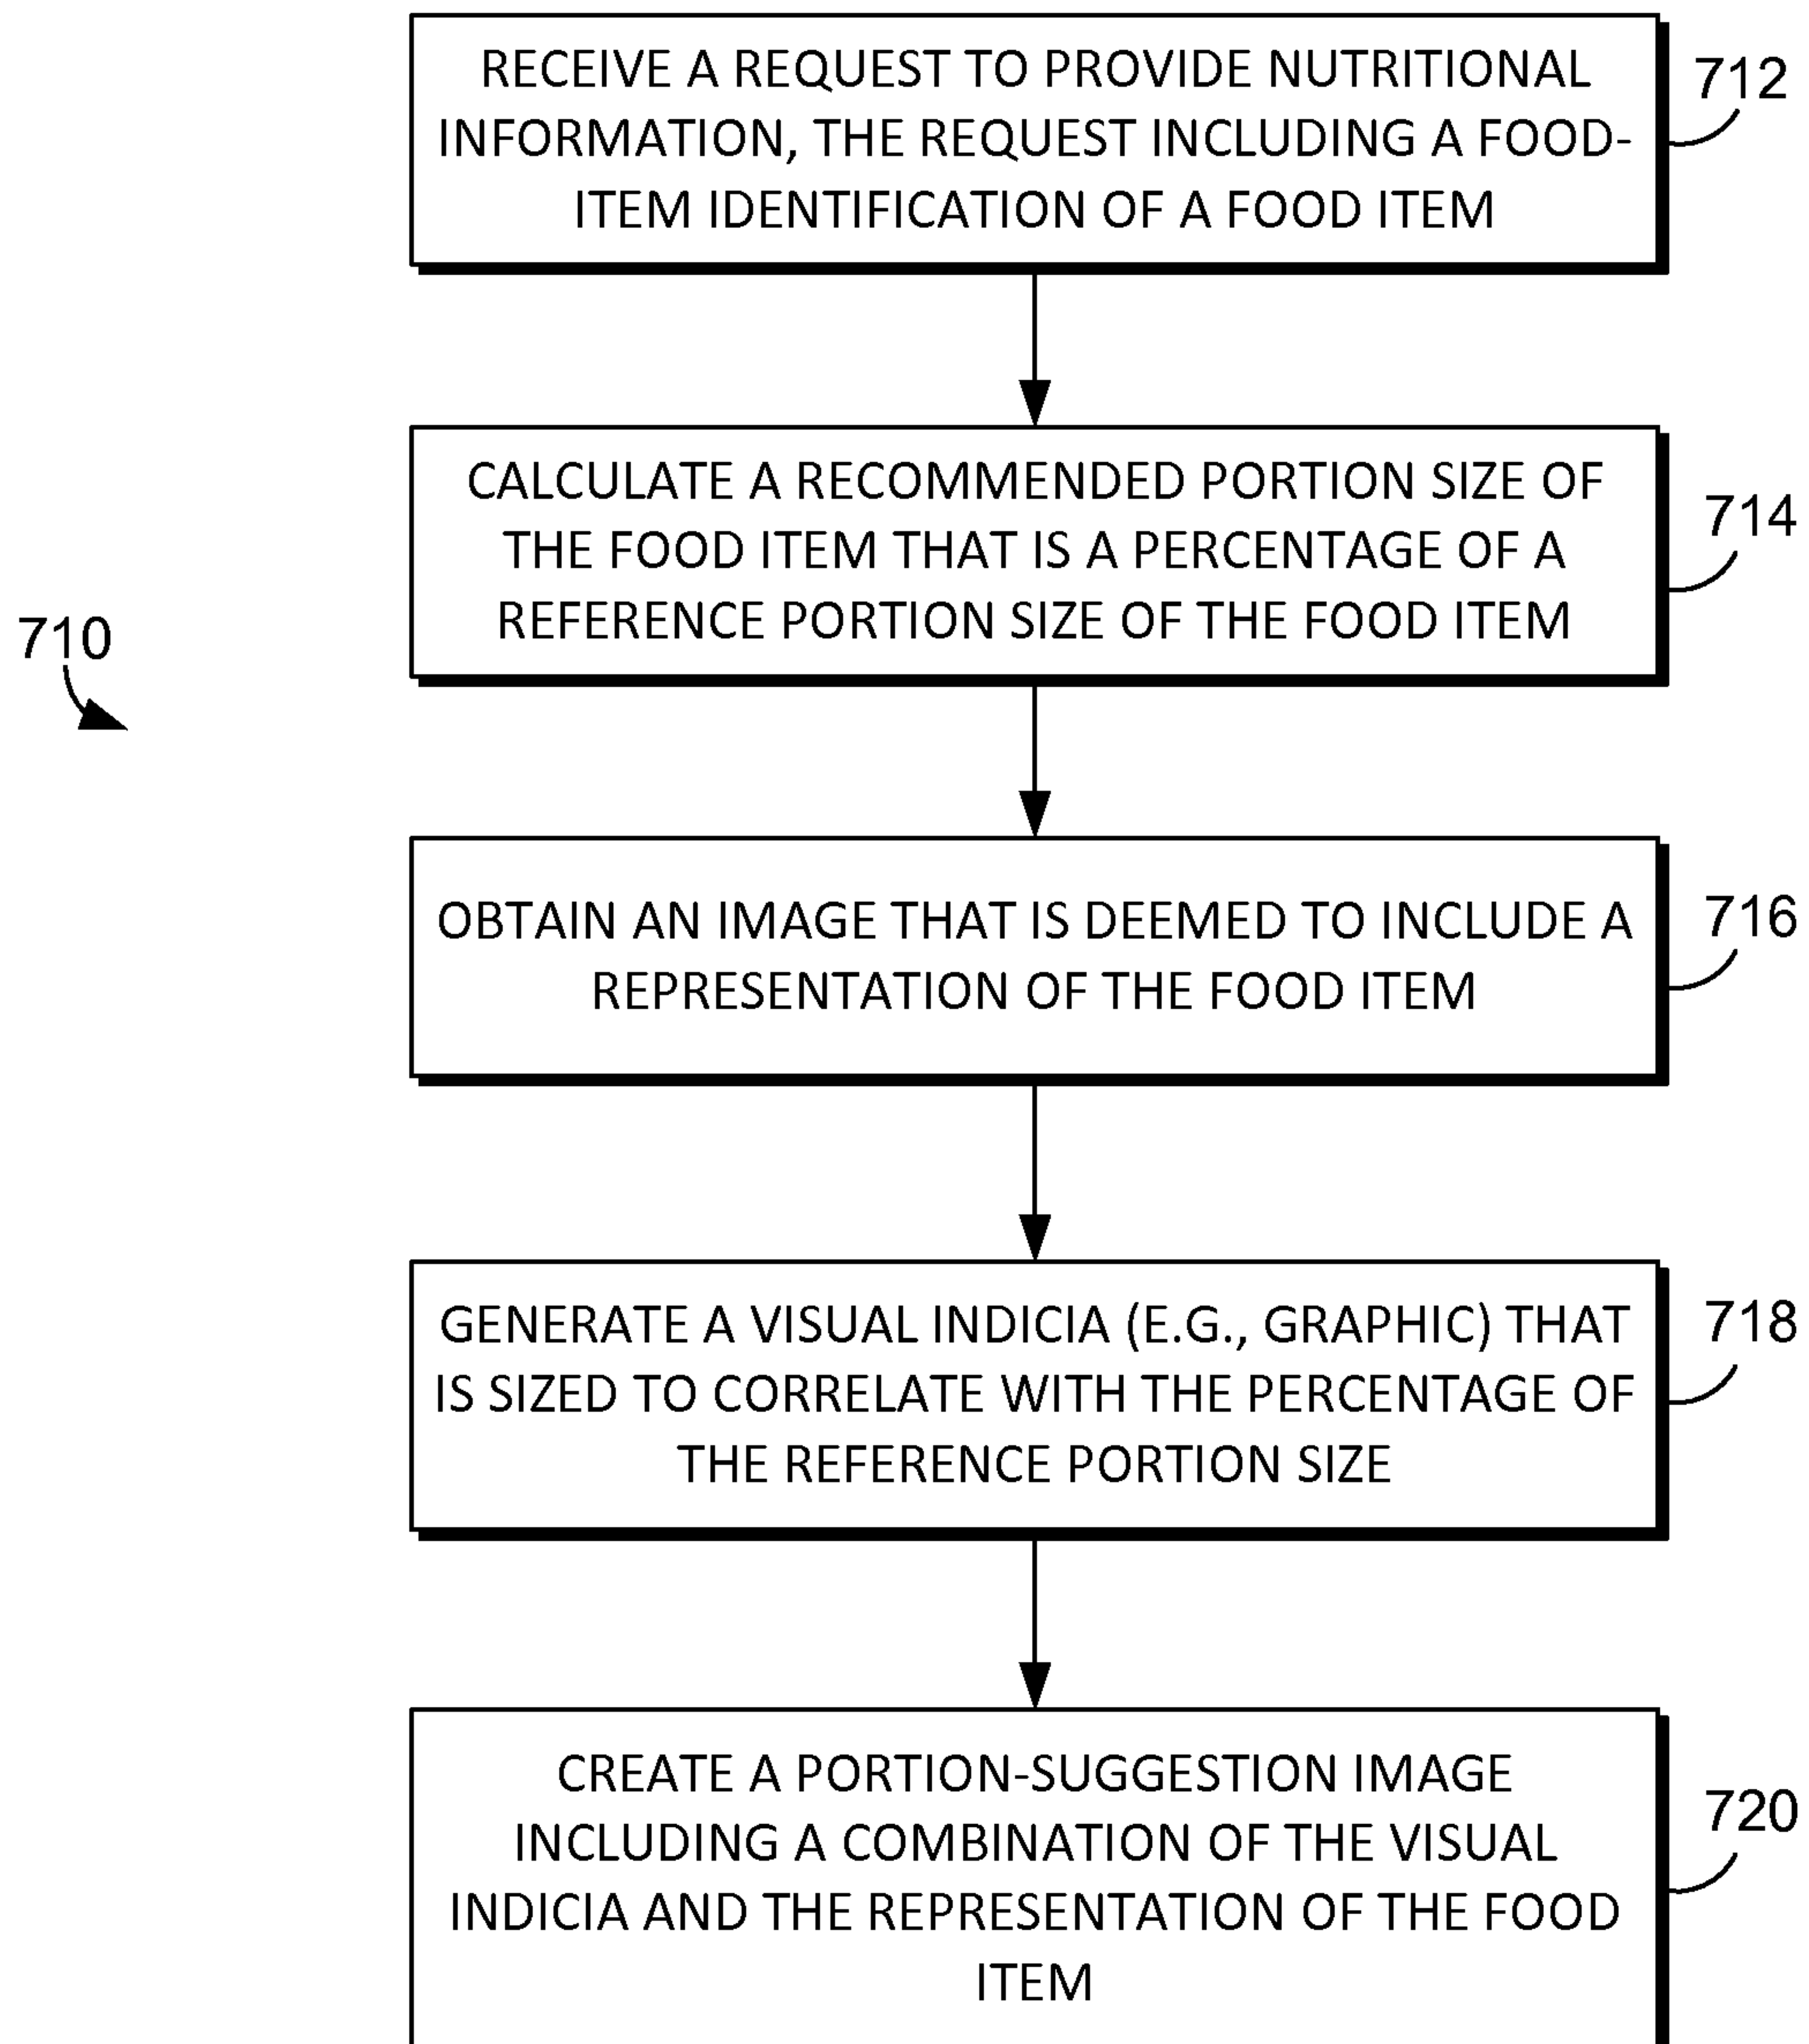 RECEIVE A REQUEST TO PROVIDE NUTRITIONAL
INFORMATION, THE REQUEST INCLUDING A FOOD-
ITEM IDENTIFICATION OF A FOOD ITEM
712
CALCULATE A RECOMMENDED PORTION SIZE OF
THE FOOD ITEM THAT IS A PERCENTAGE OF A
REFERENCE PORTION SIZE OF THE FOOD ITEM
714
710
OBTAIN AN IMAGE THAT IS DEEMED TO INCLUDE A
REPRESENTATION OF THE FOOD ITEM
716
GENERATE A VISUAL INDICIA (E.G., GRAPHIC) THAT
IS SIZED TO CORRELATE WITH THE PERCENTAGE OF
THE REFERENCE PORTION SIZE
718
CREATE A PORTION-SUGGESTION IMAGE
INCLUDING A COMBINATION OF THE VISUAL
INDICIA AND THE REPRESENTATION OF THE FOOD
ITEM
720